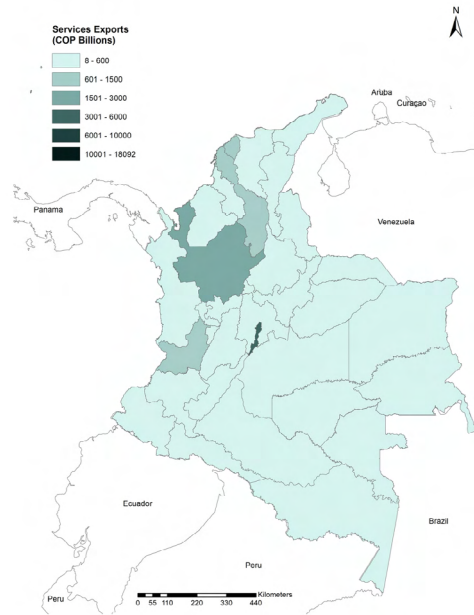 N
Services Exports
(COP Billions)
8 - 600
601 - 1500
1501 - 3000
3001 - 6000
6001 - 10000
10001 - 18092
Aruba
Curaçao
Panama
Venezuela
Ecuador
Brazil
Peru
Peru
Kilometers
0 55 110 220 330 440